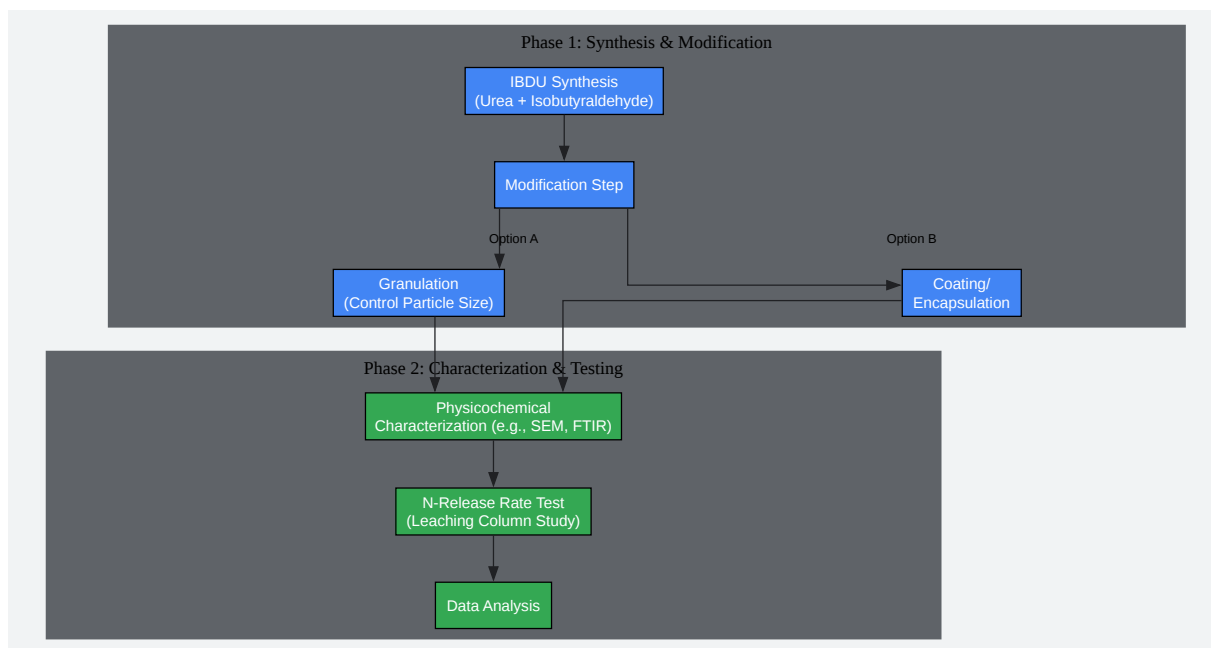 Phase 1: Synthesis & Modification
IBDU Synthesis
(Urea + Isobutyraldehyde)
Modification Step
Option A
Option B
Granulation
(Control Particle Size)
Coating/
Encapsulation
Phase 2: Characterization & Testing
Physicochemical
Characterization (e.g., SEM, FTIR)
N-Release Rate Test
(Leaching Column Study)
Data Analysis